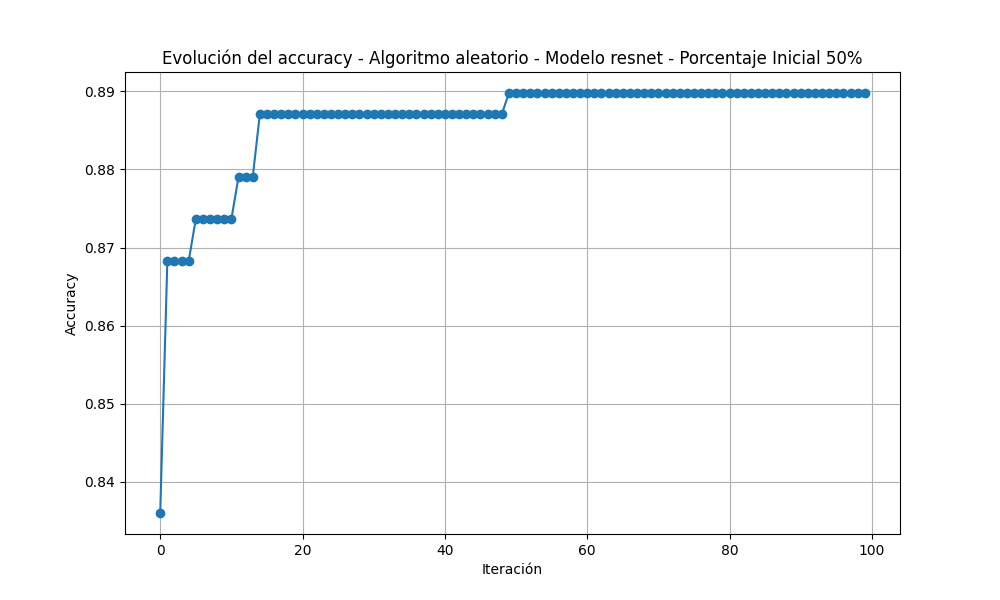 Evolución del accuracy - Algoritmo aleatorio - Modelo resnet - Porcentaje Inicial 50%
0.89
0.88
0.87
0.86
0.85
0.84
Accuracy
0 20 40 60 80 100
Iteración